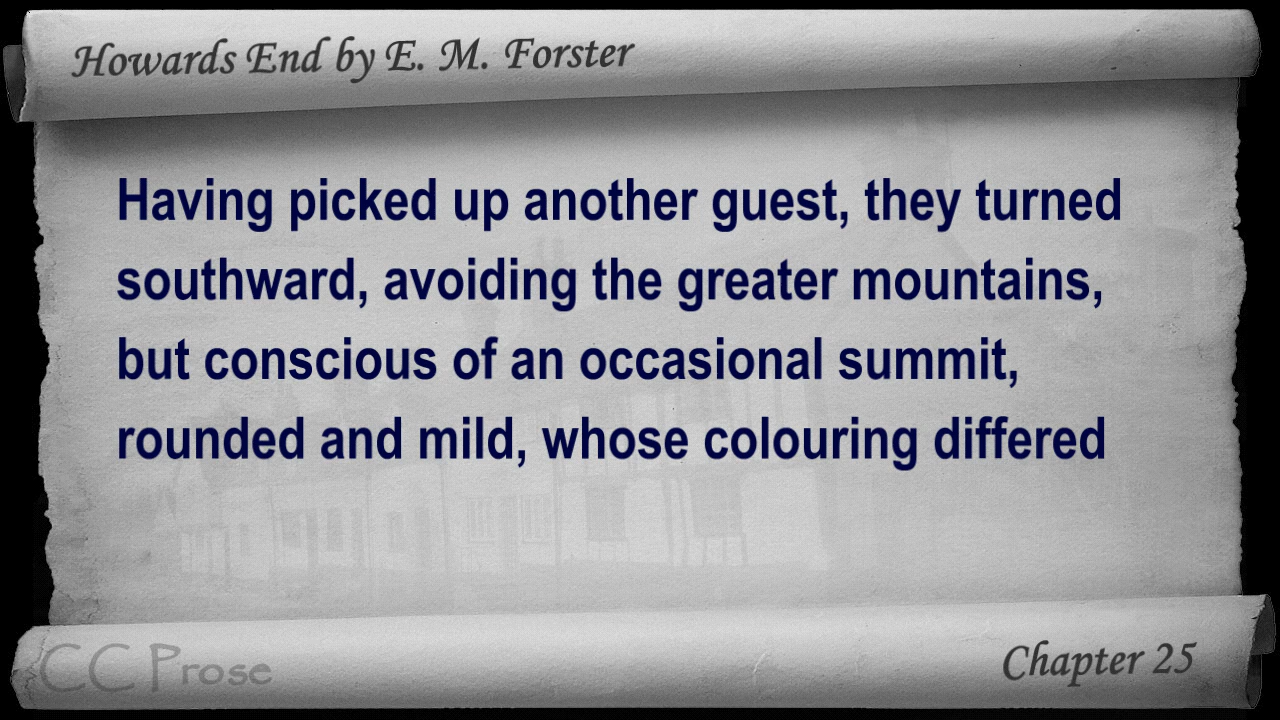 Howards End by E. M. Forster
Having picked up another guest, they turned
southward, avoiding the greater mountains,
but conscious of an occasional summit,
rounded and mild, whose colouring differed
CC Prose
Chapter 25